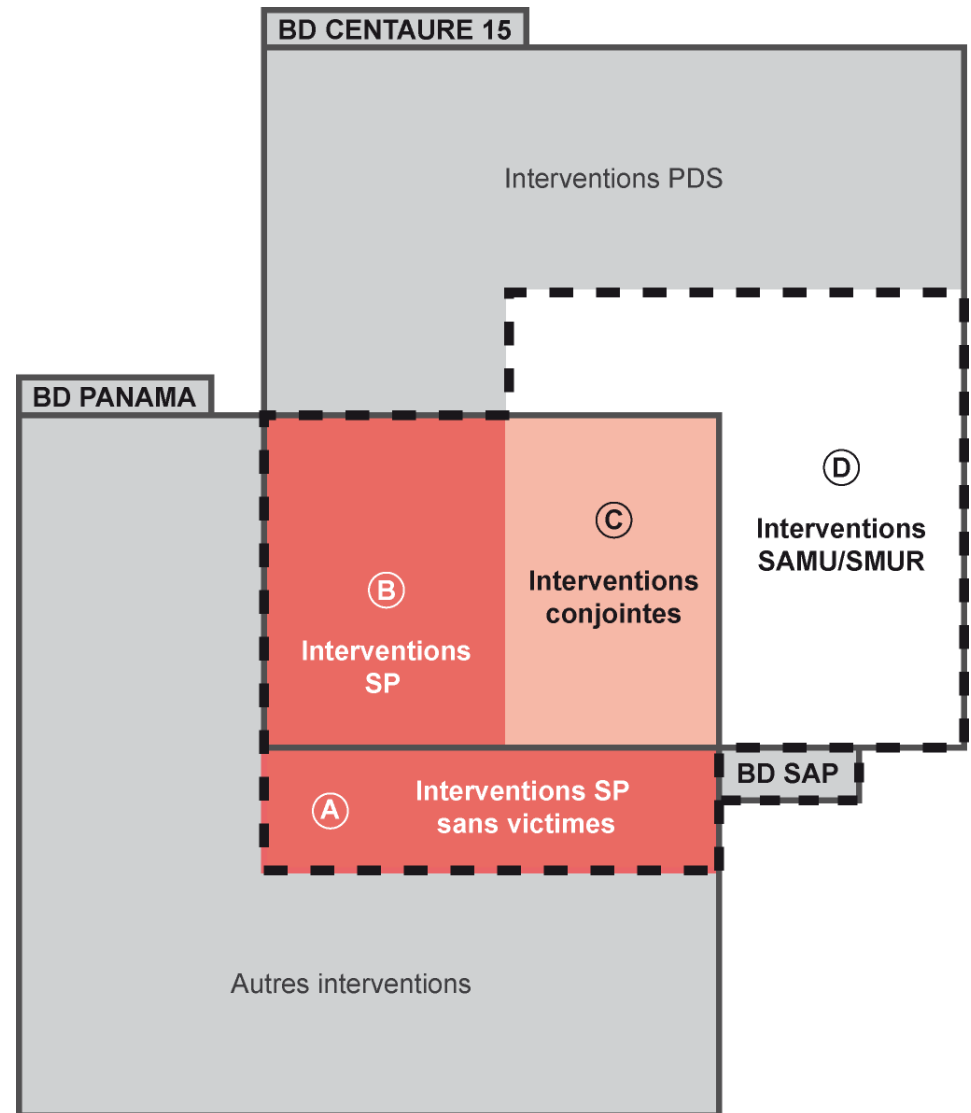 BD CENTAURE 15
Interventions PDS
BD PANAMA
D
Interventions
SAMU/SMUR
C
Interventions
conjointes
B
Interventions
SP
BD SAP
A
Interventions SP
sans victimes
Autres interventions